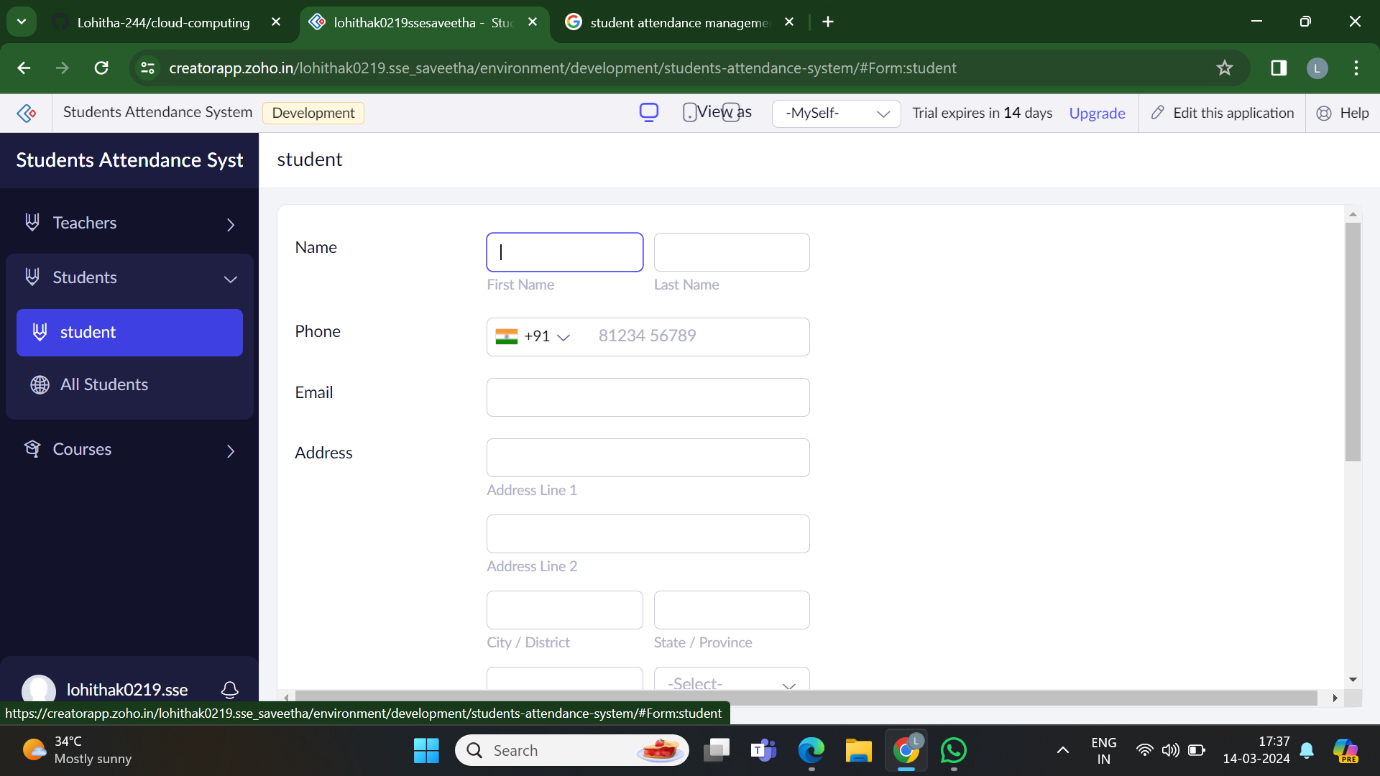 Lohitha-244/cloud-computing
lohithak0219ssesaveetha - Stud
student attendance manageme
creatorapp.zoho.in/lohithak0219.sse_saveetha/environment/development/students-attendance-system/#Form:student
L
Students Attendance System
Development
View as
-MySelf-
Trial expires in 14 days
Upgrade
Edit this application
Help
Students Attendance Syst
student
Teachers
Students
student
All Students
Courses
lohithak0219.sse
Name
First Name
Last Name
Phone
+91
81234 56789
Email
Address
Address Line 1
Address Line 2
City / District
State / Province
-Select-
https://creatorapp.zoho.in/lohithak0219.sse_saveetha/environment/development/students-attendance-system/#Form:student
34°C
Mostly sunny
Search
L
ENG
IN
17:37
14-03-2024
PRE